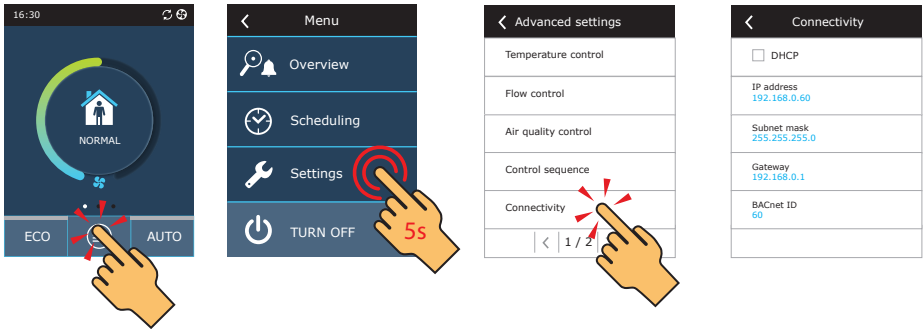 16:30
NORMAL
ECO
AUTO
Menu
Overview
Scheduling
Settings
TURN OFF
5s
Advanced settings
Temperature control
Flow control
Air quality control
Control sequence
Connectivity
1 / 2
Connectivity
DHCP
IP address
192.168.0.60
Subnet mask
255.255.255.0
Gateway
192.168.0.1
BACnet ID
60